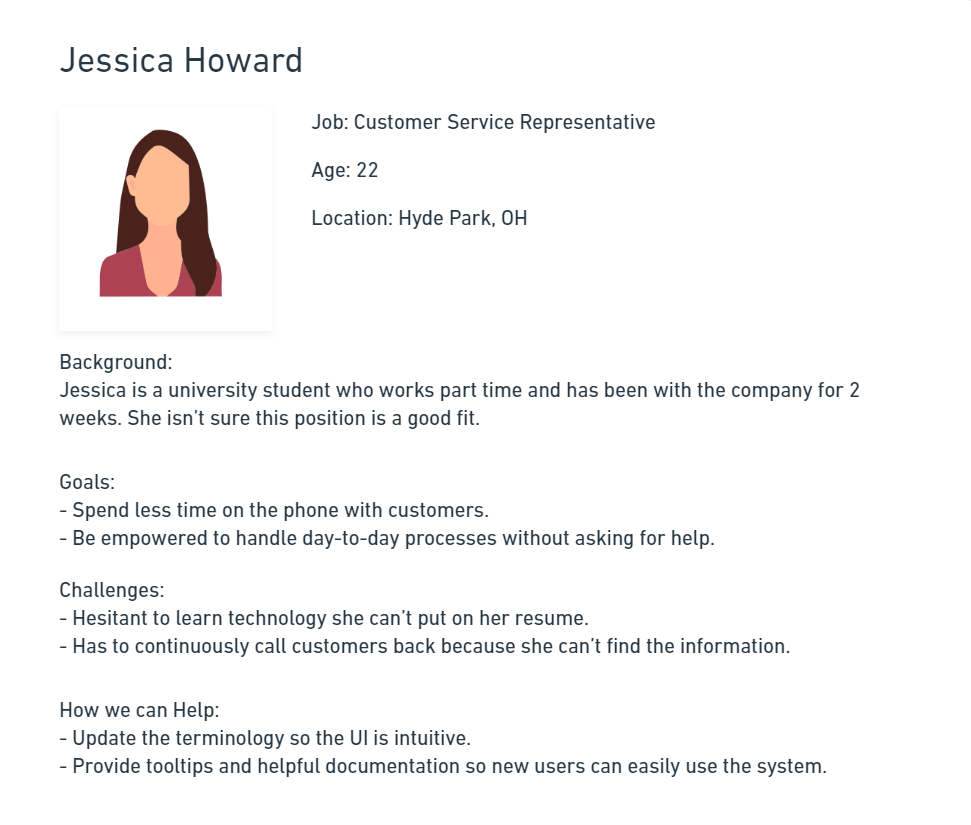 Jessica Howard
Job: Customer Service Representative
Age: 22
Location: Hyde Park, OH
Background:
Jessica is a university student who works part time and has been with the company for 2
weeks. She isn’t sure this position is a good fit.
Goals:
- Spend less time on the phone with customers.
- Be empowered to handle day-to-day processes without asking for help.
Challenges:
- Hesitant to learn technology she can’t put on her resume.
- Has to continuously call customers back because she can’t find the information.
How we can Help:
- Update the terminology so the UI is intuitive.
- Provide tooltips and helpful documentation so new users can easily use the system.